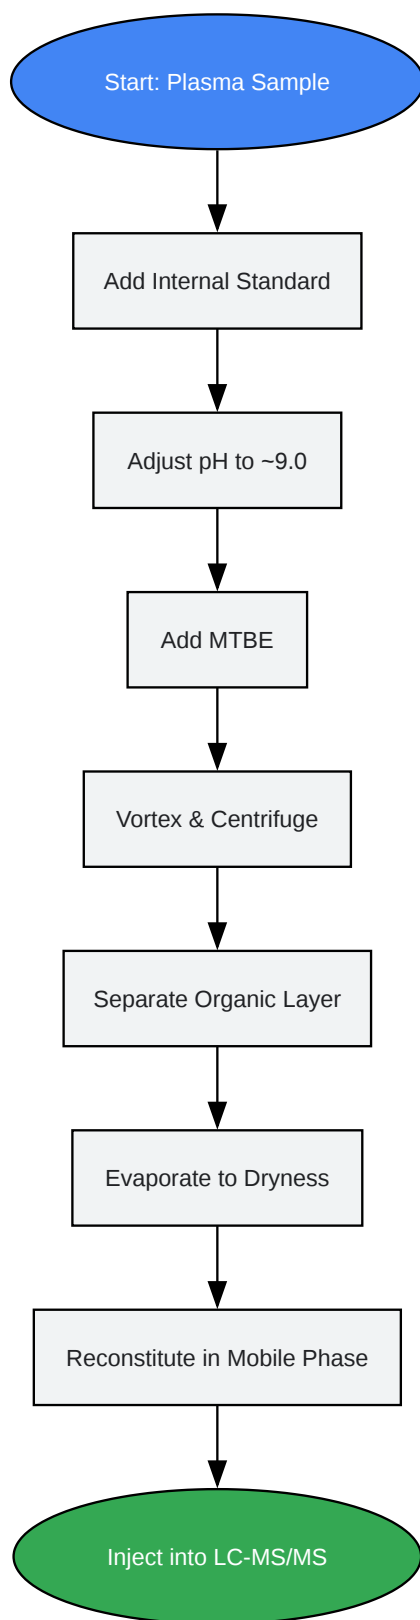 Start: Plasma Sample
Add Internal Standard
Adjust pH to ~9.0
Add MTBE
Vortex & Centrifuge
Separate Organic Layer
Evaporate to Dryness
Reconstitute in Mobile Phase
Inject into LC-MS/MS